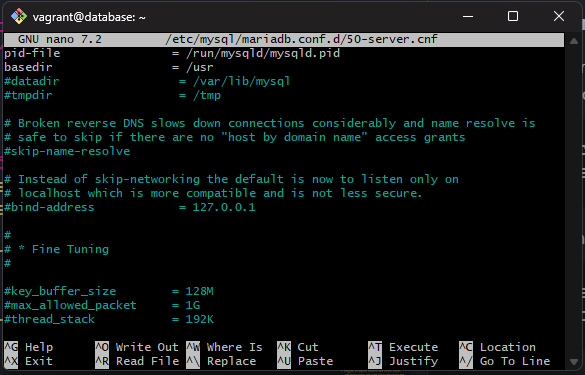 vagrant@database: ~
GNU nano 7.2 /etc/mysql/mariadb.conf.d/50-server.cnf
pid-file = /run/mysqld/mysqld.pid
basedir = /usr
#datadir = /var/lib/mysql
#tmpdir = /tmp
# Broken reverse DNS slows down connections considerably and name resolve is
# safe to skip if there are no "host by domain name" access grants
#skip-name-resolve
# Instead of skip-networking the default is now to listen only on
# localhost which is more compatible and is not less secure.
#bind-address = 127.0.0.1
#
# * Fine Tuning
#
#key_buffer_size = 128M
#max_allowed_packet = 1G
#thread_stack = 192K
^G Help ^O Write Out ^W Where Is ^K Cut ^T Execute ^C Location
^X Exit ^R Read File ^\ Replace ^U Paste ^J Justify ^/ Go To Line